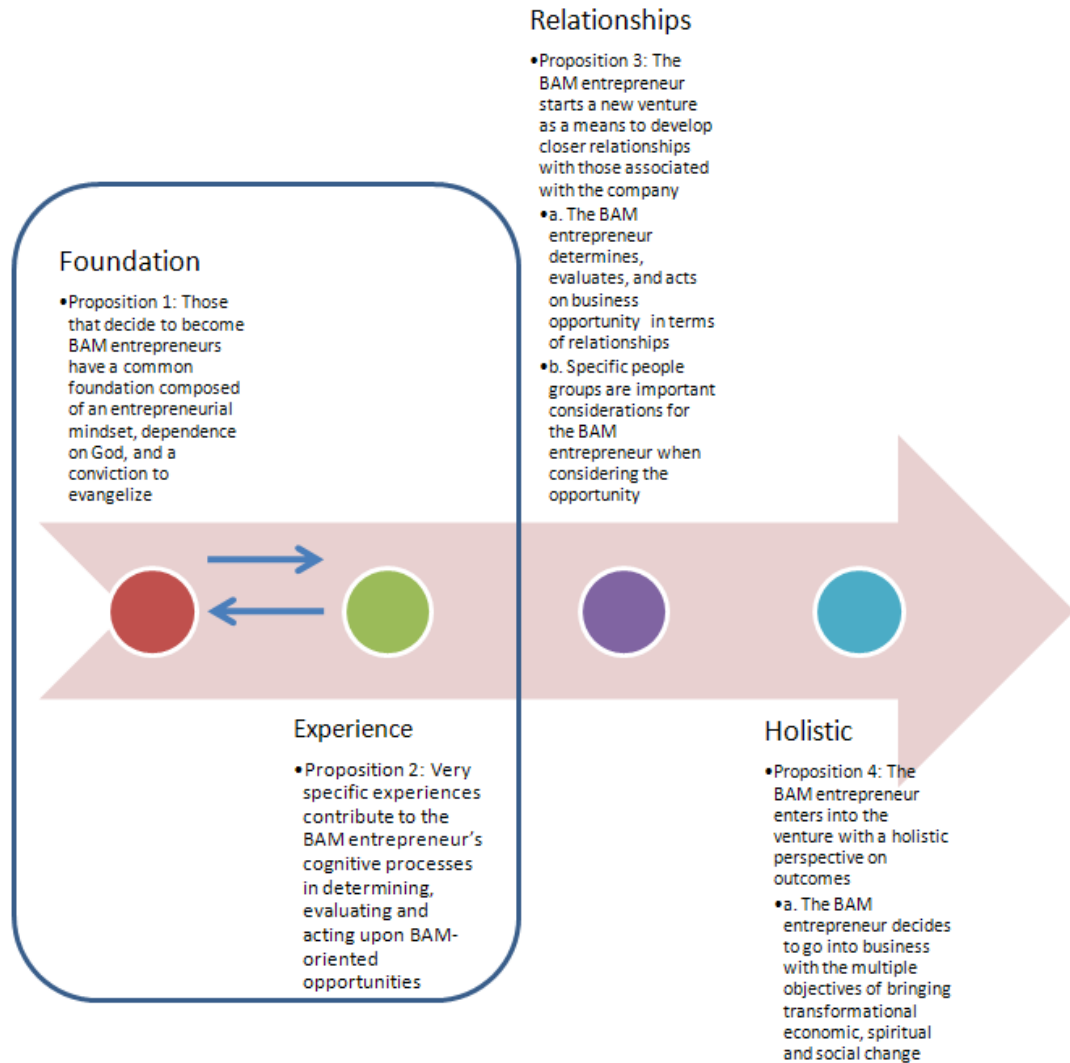 Relationships
•Proposition 3: The
BAM entrepreneur
starts a new venture
as a means to develop
closer relationships
with those associated
with the company
•a. The BAM
entrepreneur
determines,
evaluates, and acts
on business
opportunity in terms
of relationships
•b. Specific people
groups are important
considerations for
the BAM
entrepreneur when
considering the
opportunity
Foundation
•Proposition 1: Those
that decide to become
BAM entrepreneurs
have a common
foundation composed
of an entrepreneurial
mindset, dependence
on God, and a
conviction to
evangelize
Experience
•Proposition 2: Very
specific experiences
contribute to the
BAM entrepreneur’s
cognitive processes
in determining,
evaluating and
acting upon BAM-
oriented
opportunities
Holistic
•Proposition 4: The
BAM entrepreneur
enters into the
venture with a holistic
perspective on
outcomes
•a. The BAM
entrepreneur decides
to go into business
with the multiple
objectives of bringing
transformational
economic, spiritual
and social change